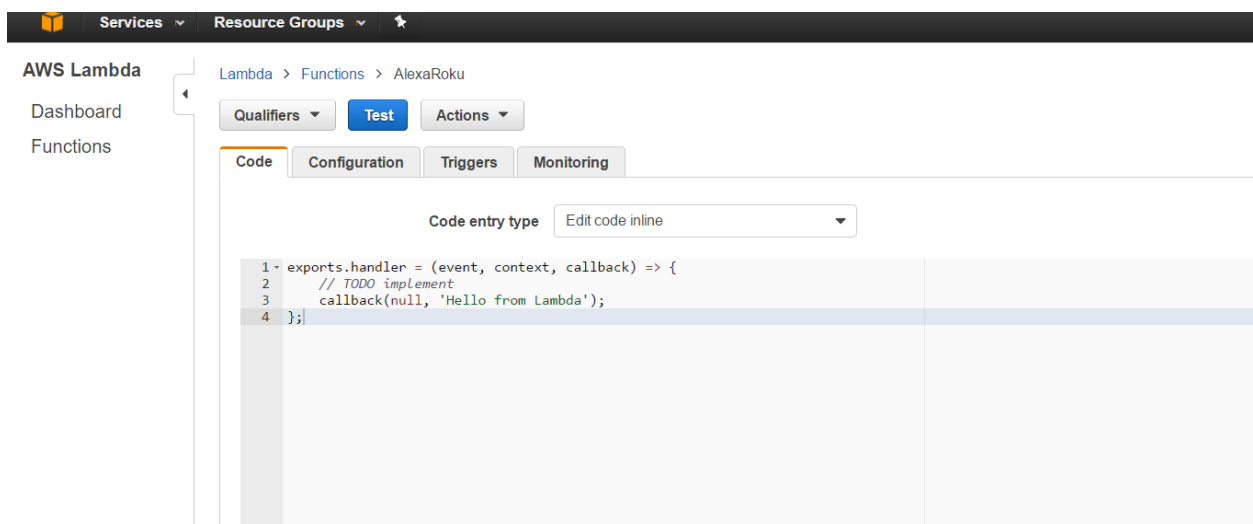 Services Resource Groups
AWS Lambda
Dashboard
Functions
Lambda > Functions > AlexaRoku
Qualifiers Test Actions
Code Configuration Triggers Monitoring
Code entry type Edit code inline
1 exports.handler = (event, context, callback) => {
2 // TODO implement
3 callback(null, 'Hello from Lambda');
4 };